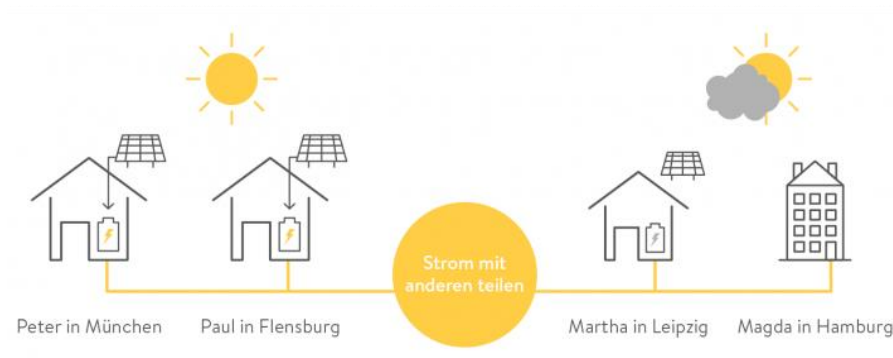 Strom mit
anderen teilen
Peter in München
Paul in Flensburg
Martha in Leipzig
Magda in Hamburg